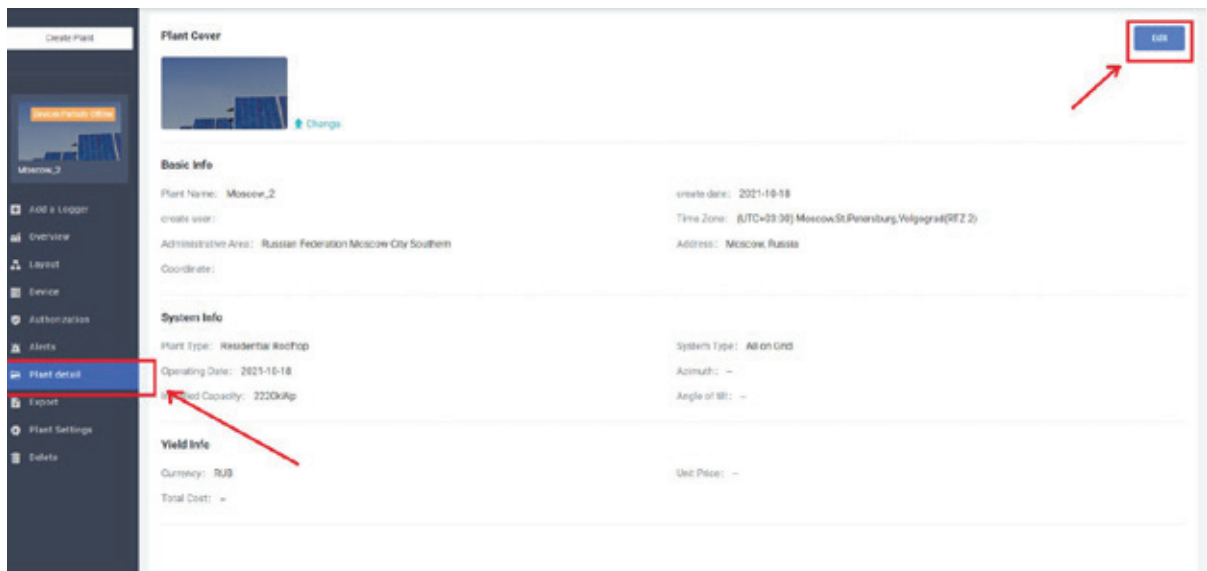 Create Plant
Devices Partially Offline
Moscow_2
Add a Logger
Overview
Layout
Device
Authorization
Alerts
Plant detail
Export
Plant Settings
Delete
Plant Cover
Edit
Change
Basic Info
Plant Name: Moscow_2
create date: 2021-10-18
create user:
Time Zone: (UTC+03:00) Moscow,St.Petersburg,Volgograd(RTZ 2)
Administrative Area: Russian Federation Moscow City Southern
Address: Moscow, Russia
Coordinate:
System Info
Plant Type: Residential Rooftop
System Type: All on Grid
Operating Date: 2021-10-18
Azimuth: --
Capacity:
Angle of tilt: --
Yield Info
Currency: RUB
Unit Price: --
Total Cost: --